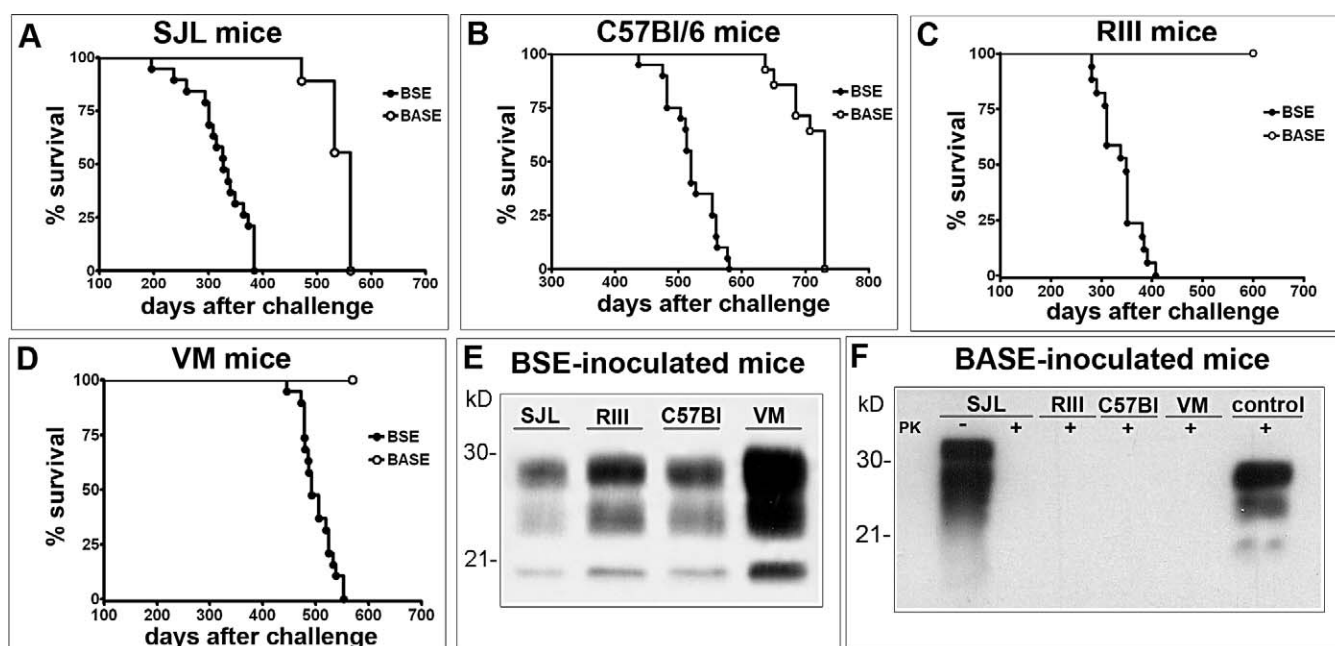 A
SJL mice
% survival
100
75
50
25
0
100 200 300 400 500 600 700
days after challenge
BSE
BASE
B
C57Bl/6 mice
% survival
100
75
50
25
0
300 400 500 600 700 800
days after challenge
BSE
BASE
C
RIII mice
% survival
100
75
50
25
0
100 200 300 400 500 600 700
days after challenge
BSE
BASE
D
VM mice
% survival
100
75
50
25
0
100 200 300 400 500 600 700
days after challenge
BSE
BASE
E
BSE-inoculated mice
kD
SJL RIII C57Bl VM
30-
21-
F
BASE-inoculated mice
kD
SJL RIII C57Bl VM control
PK - + + + + +
30-
21-